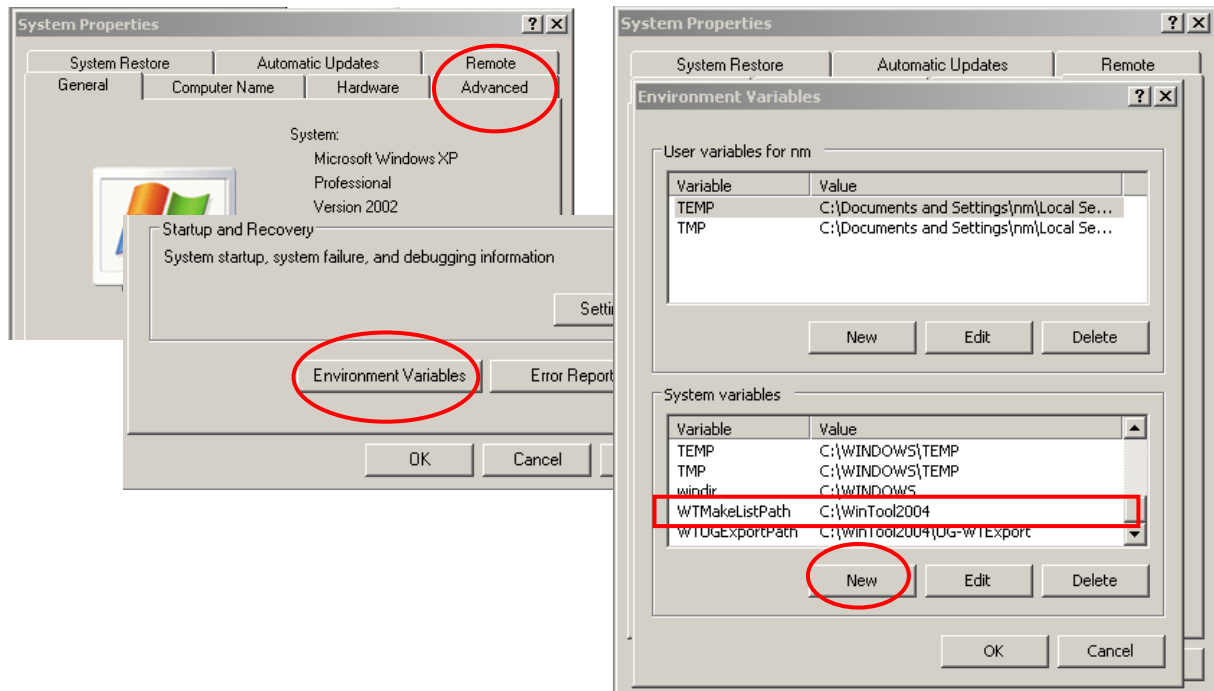 System Properties
System Restore Automatic Updates Remote
General Computer Name Hardware Advanced
System:
Microsoft Windows XP
Professional
Version 2002
Startup and Recovery
System startup, system failure, and debugging information
Environment Variables Error
OK Cancel
System Properties
System Restore Automatic Updates Remote
Environment Variables
User variables for nm
Variable Value
TEMP C:\Documents and Settings\nm\Local Se...
TMP C:\Documents and Settings\nm\Local Se...
New Edit Delete
System variables
Variable Value
TEMP C:\WINDOWS\TEMP
TMP C:\WINDOWS\TEMP
windir C:\WINDOWS
WTMakeListPath C:\WinTool2004
WTUGExportPath C:\WinTool2004\UG-WTExport
New Edit Delete
OK Cancel